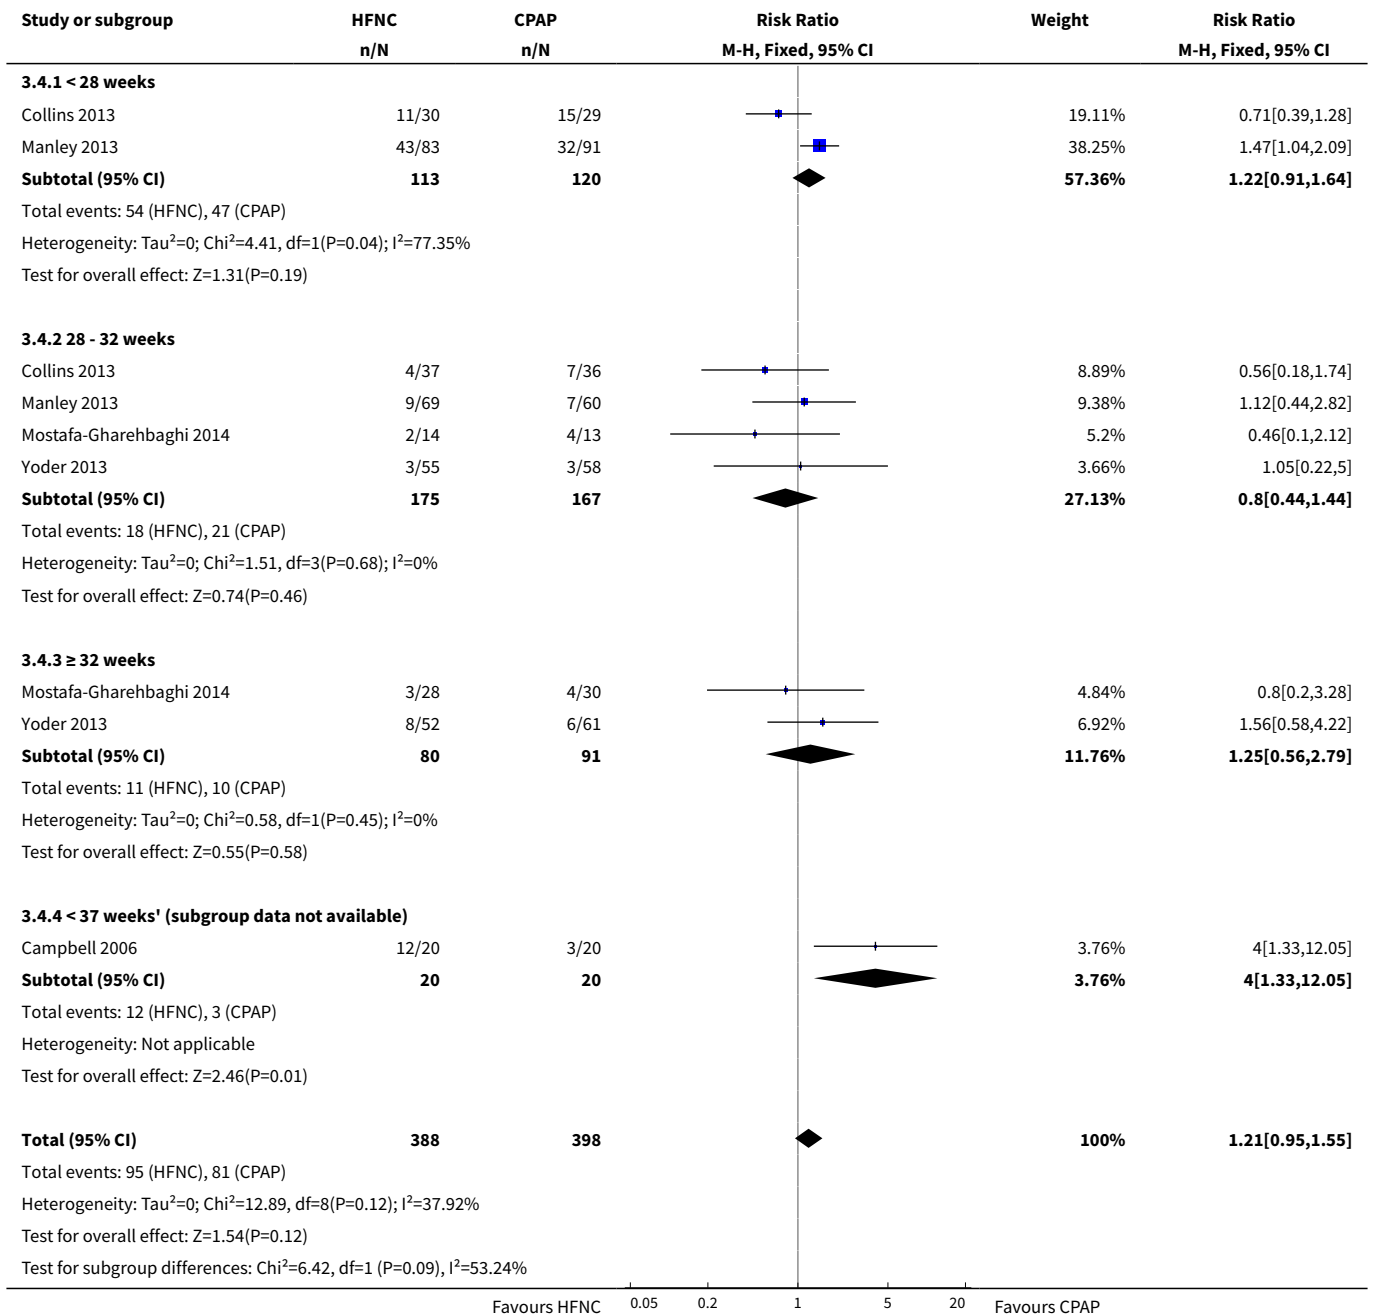 Study or subgroup HFNC CPAP Risk Ratio Weight Risk Ratio
n/N n/N M-H, Fixed, 95% CI M-H, Fixed, 95% CI
3.4.1 < 28 weeks
Collins 2013 11/30 15/29 19.11% 0.71[0.39,1.28]
Manley 2013 43/83 32/91 38.25% 1.47[1.04,2.09]
Subtotal (95% CI) 113 120 57.36% 1.22[0.91,1.64]
Total events: 54 (HFNC), 47 (CPAP)
Heterogeneity: Tau²=0; Chi²=4.41, df=1(P=0.04); I²=77.35%
Test for overall effect: Z=1.31(P=0.19)
3.4.2 28 - 32 weeks
Collins 2013 4/37 7/36 8.89% 0.56[0.18,1.74]
Manley 2013 9/69 7/60 9.38% 1.12[0.44,2.82]
Mostafa-Gharehbaghi 2014 2/14 4/13 5.2% 0.46[0.1,2.12]
Yoder 2013 3/55 3/58 3.66% 1.05[0.22,5]
Subtotal (95% CI) 175 167 27.13% 0.8[0.44,1.44]
Total events: 18 (HFNC), 21 (CPAP)
Heterogeneity: Tau²=0; Chi²=1.51, df=3(P=0.68); I²=0%
Test for overall effect: Z=0.74(P=0.46)
3.4.3 ≥ 32 weeks
Mostafa-Gharehbaghi 2014 3/28 4/30 4.84% 0.8[0.2,3.28]
Yoder 2013 8/52 6/61 6.92% 1.56[0.58,4.22]
Subtotal (95% CI) 80 91 11.76% 1.25[0.56,2.79]
Total events: 11 (HFNC), 10 (CPAP)
Heterogeneity: Tau²=0; Chi²=0.58, df=1(P=0.45); I²=0%
Test for overall effect: Z=0.55(P=0.58)
3.4.4 < 37 weeks' (subgroup data not available)
Campbell 2006 12/20 3/20 3.76% 4[1.33,12.05]
Subtotal (95% CI) 20 20 3.76% 4[1.33,12.05]
Total events: 12 (HFNC), 3 (CPAP)
Heterogeneity: Not applicable
Test for overall effect: Z=2.46(P=0.01)
Total (95% CI) 388 398 100% 1.21[0.95,1.55]
Total events: 95 (HFNC), 81 (CPAP)
Heterogeneity: Tau²=0; Chi²=12.89, df=8(P=0.12); I²=37.92%
Test for overall effect: Z=1.54(P=0.12)
Test for subgroup differences: Chi²=6.42, df=1 (P=0.09), I²=53.24%
Favours HFNC 0.05 0.2 1 5 20 Favours CPAP